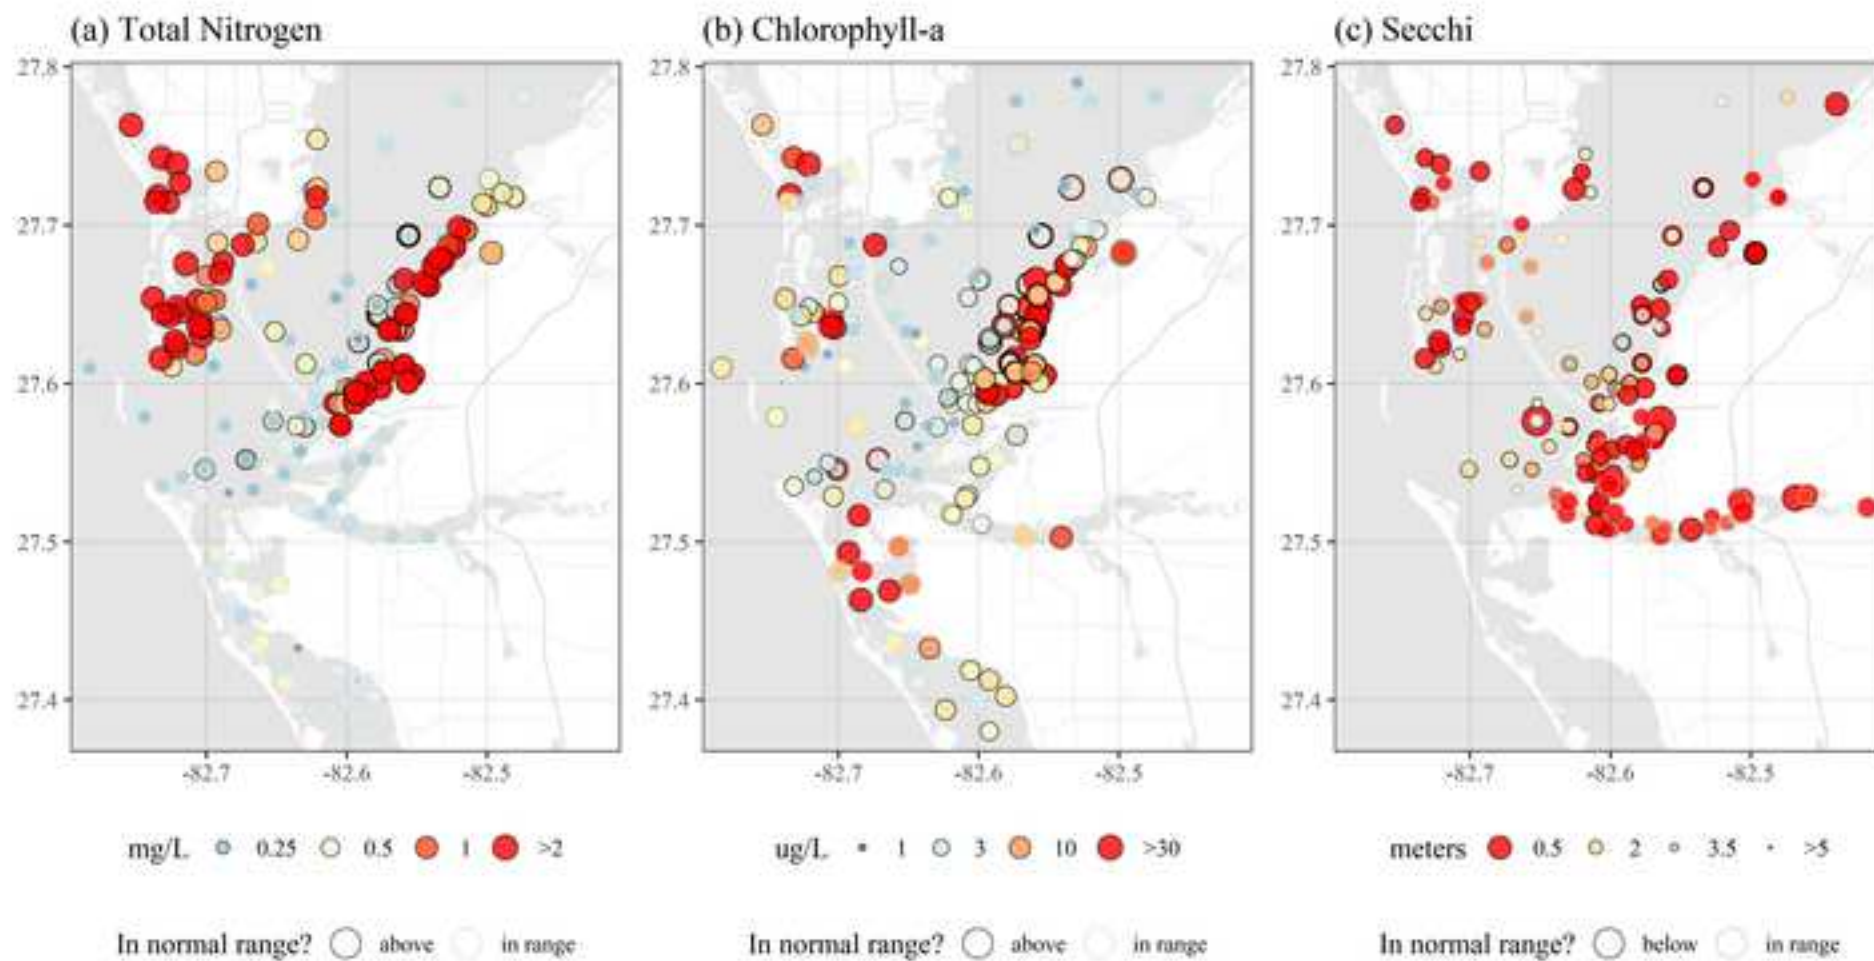 (a) Total Nitrogen
(b) Chlorophyll-a
(c) Secchi
27.8
27.7
27.6
27.5
27.4
-82.7
-82.6
-82.5
27.8
27.7
27.6
27.5
27.4
-82.7
-82.6
-82.5
27.8
27.7
27.6
27.5
27.4
-82.7
-82.6
-82.5
mg/L 0.25 0.5 1 >2
ug/L 1 3 10 >30
meters 0.5 2 3.5 >5
In normal range? above in range
In normal range? above in range
In normal range? below in range